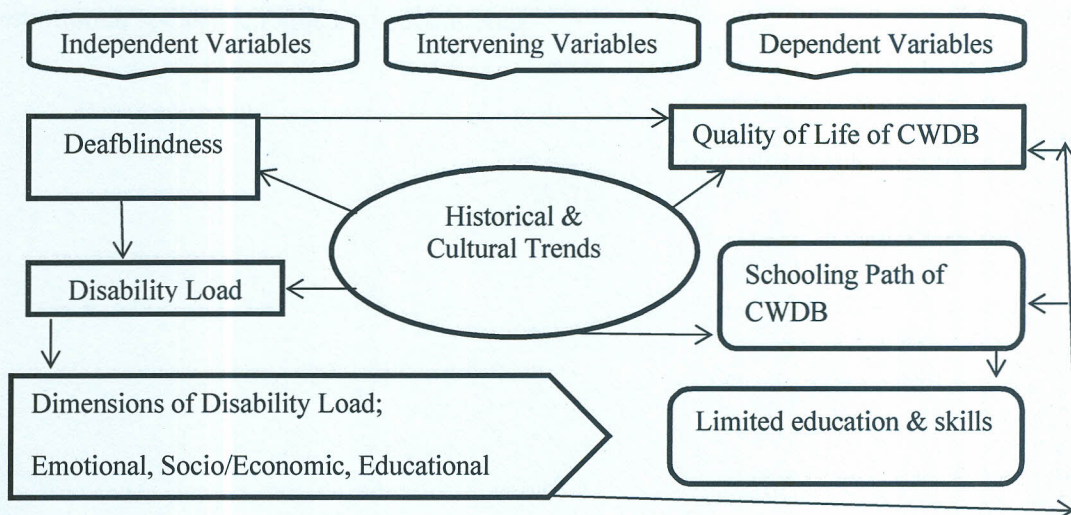 Independent Variables
Intervening Variables
Dependent Variables
Deafblindness
Quality of Life of CWDB
Historical &
Cultural Trends
Disability Load
Schooling Path of
CWDB
Dimensions of Disability Load;
Emotional, Socio/Economic, Educational
Limited education & skills